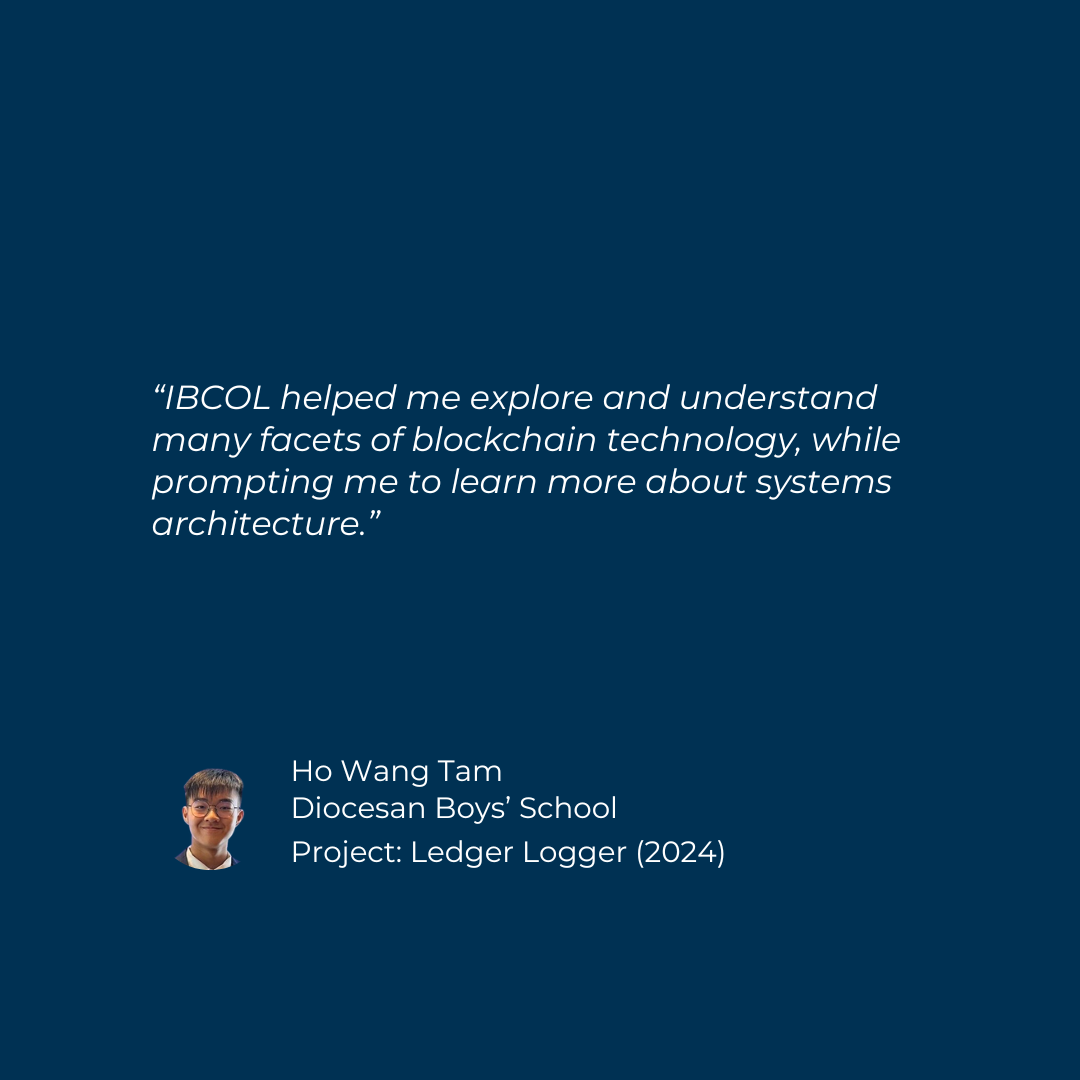 “IBCOL helped me explore and understand
many facets of blockchain technology, while
prompting me to learn more about systems
architecture.”
Ho Wang Tam
Diocesan Boys’ School
Project: Ledger Logger (2024)